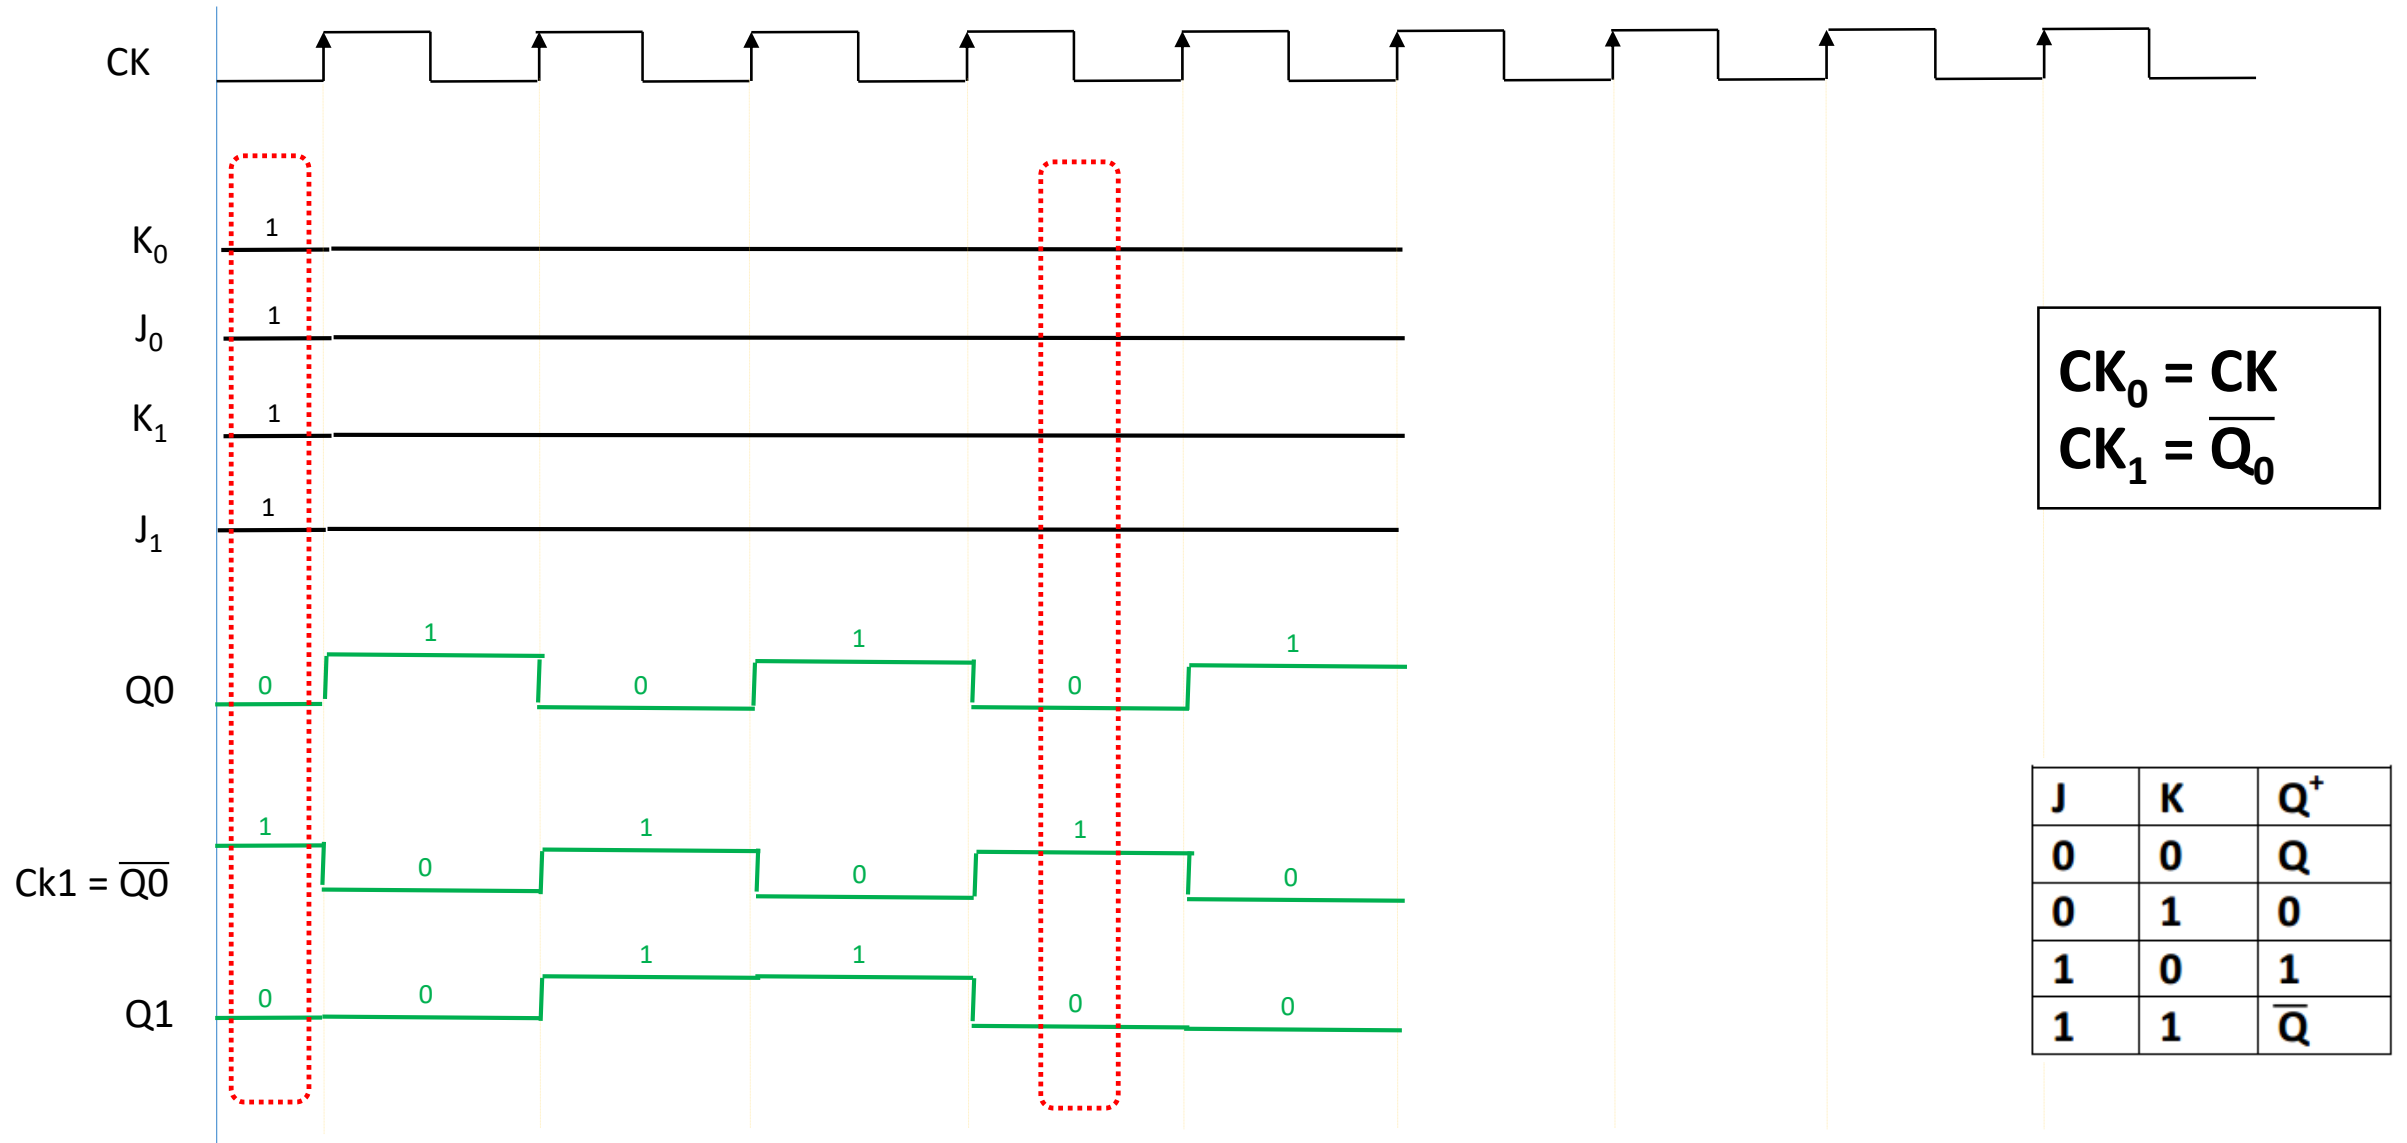 CK
1
K₀
1
J₀
1
K₁
1
J₁
CK₀ = CK
CK₁ = Q̅₀
1 1 1
Q0 0 0 0
1 1 1
Ck1 = Q̅0̅ 0 0 0
1 1
Q1 0 0 0 0
J K Q⁺
0 0 Q
0 1 0
1 0 1
1 1 Q̅